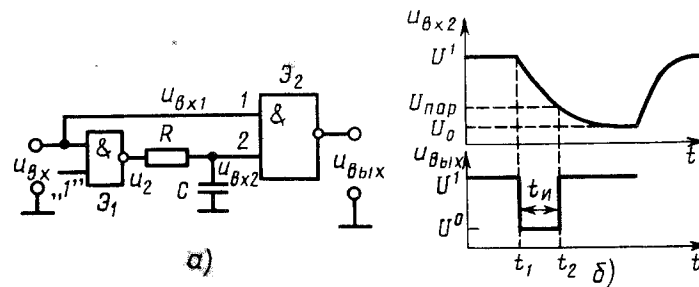 Э₂
uвх1
1
&
R
2
&
uвх
„1"
Э₁
u₂
C
uвх2
uвых
а)
uвх2
U¹
Uпор
U₀
t
uвых
U¹
tи
U⁰
t₁
t₂
t
б)